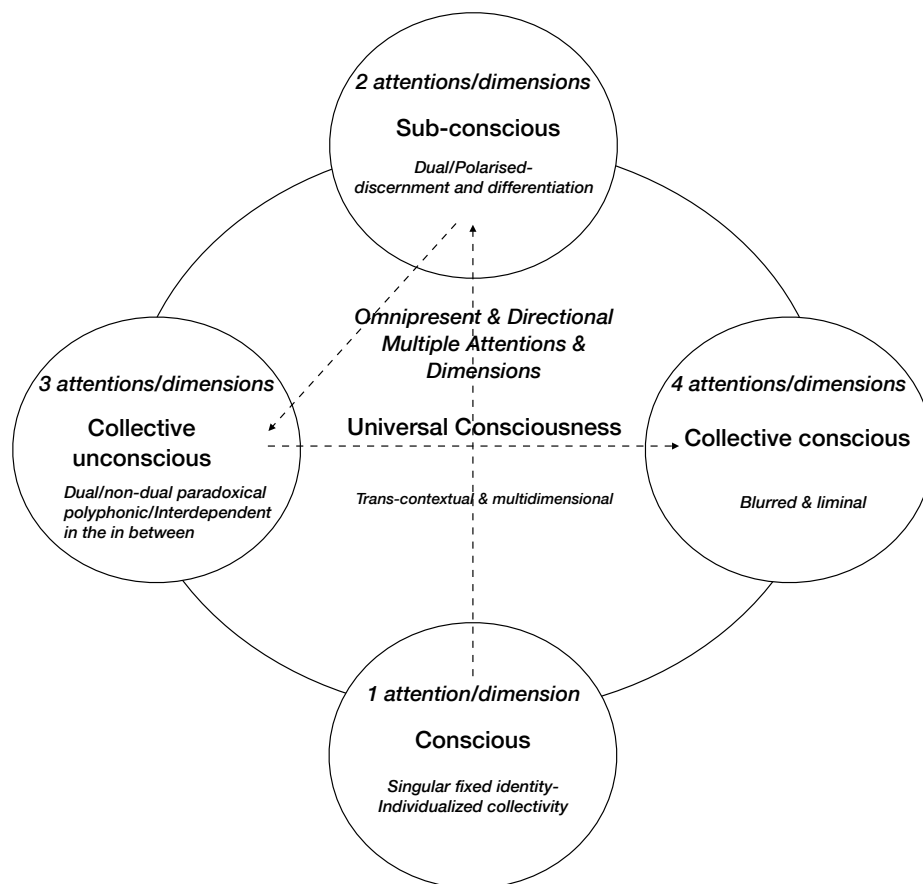 2 attentions/dimensions
Sub-conscious
Dual/Polarised-
discernment and differentiation
Omnipresent & Directional
Multiple Attentions &
Dimensions
3 attentions/dimensions
Collective
unconscious
Dual/non-dual paradoxical
polyphonic/Interdependent
in the in between
Universal Consciousness
Trans-contextual & multidimensional
4 attentions/dimensions
Collective conscious
Blurred & liminal
1 attention/dimension
Conscious
Singular fixed identity-
Individualized collectivity